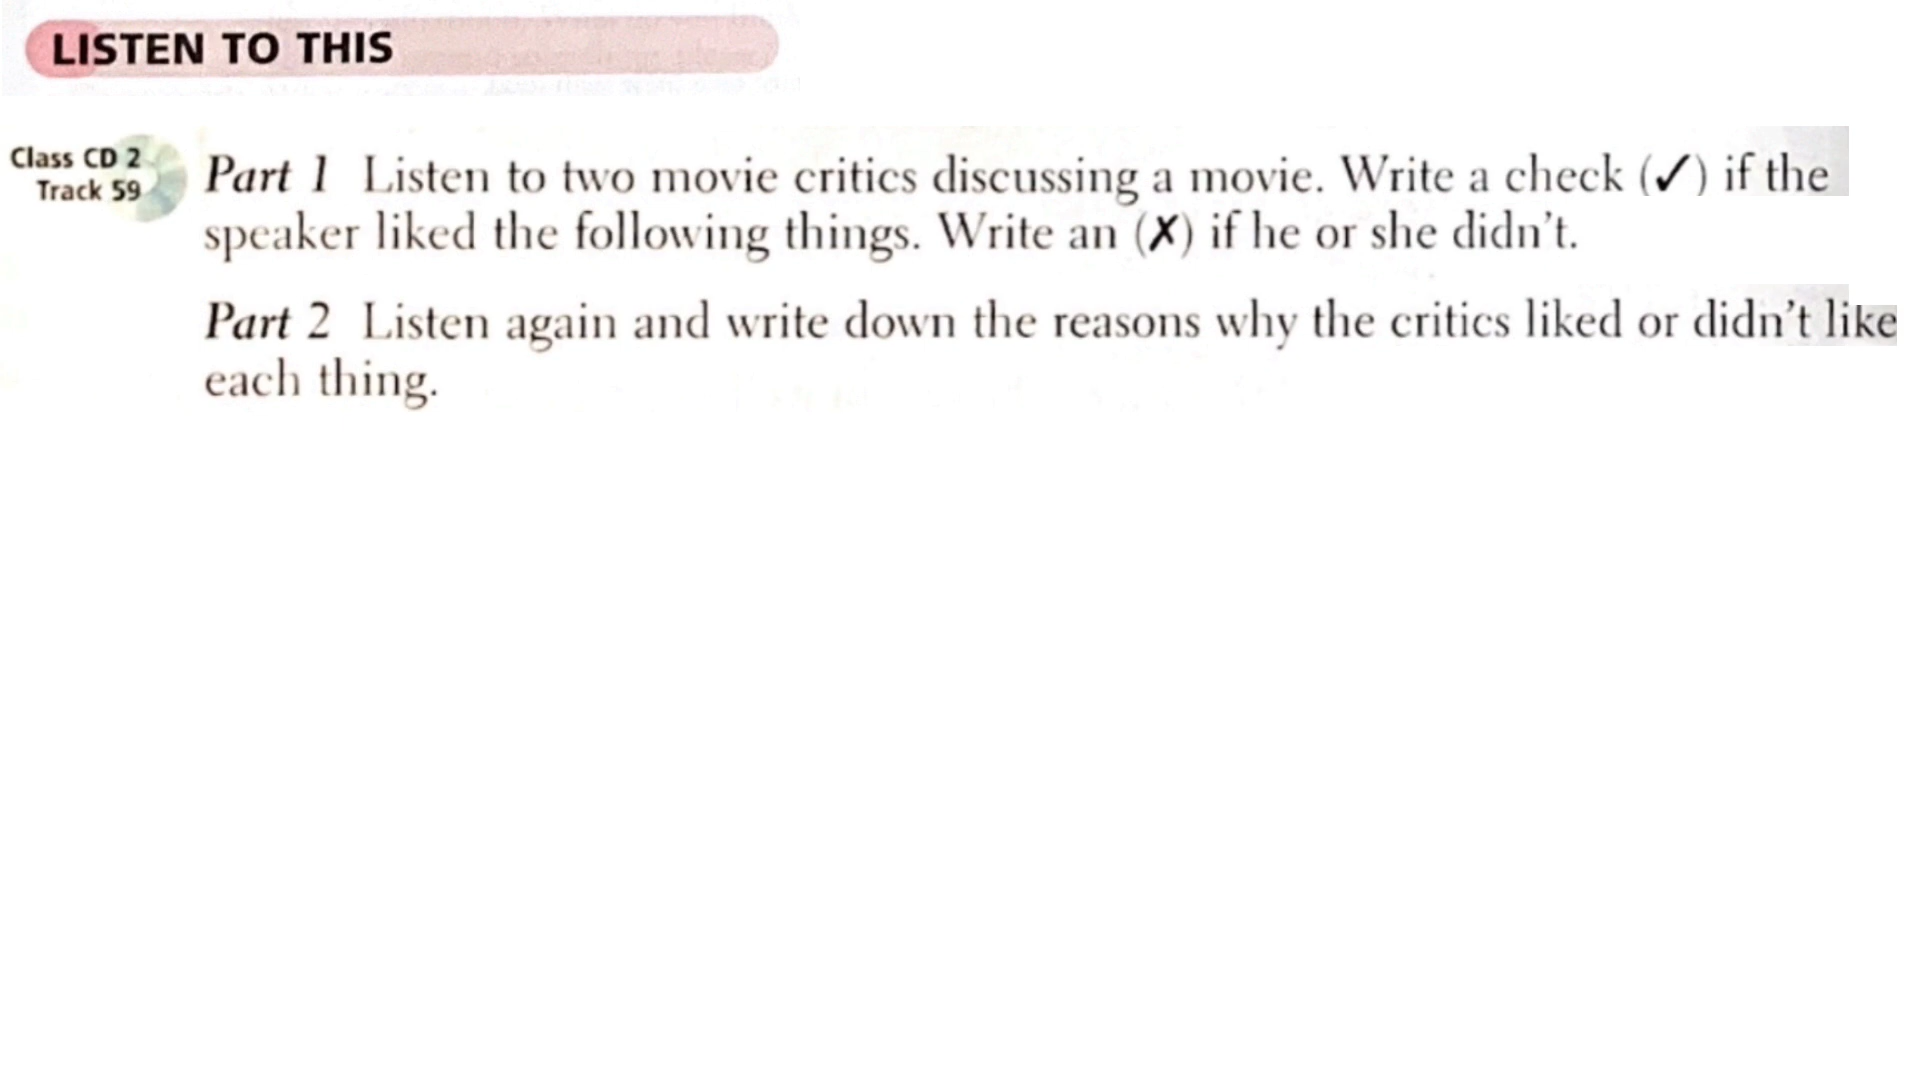 LISTEN TO THIS
Class CD 2
Track 59
Part 1 Listen to two movie critics discussing a movie. Write a check (✓) if the
speaker liked the following things. Write an (✗) if he or she didn't.
Part 2 Listen again and write down the reasons why the critics liked or didn't like
each thing.